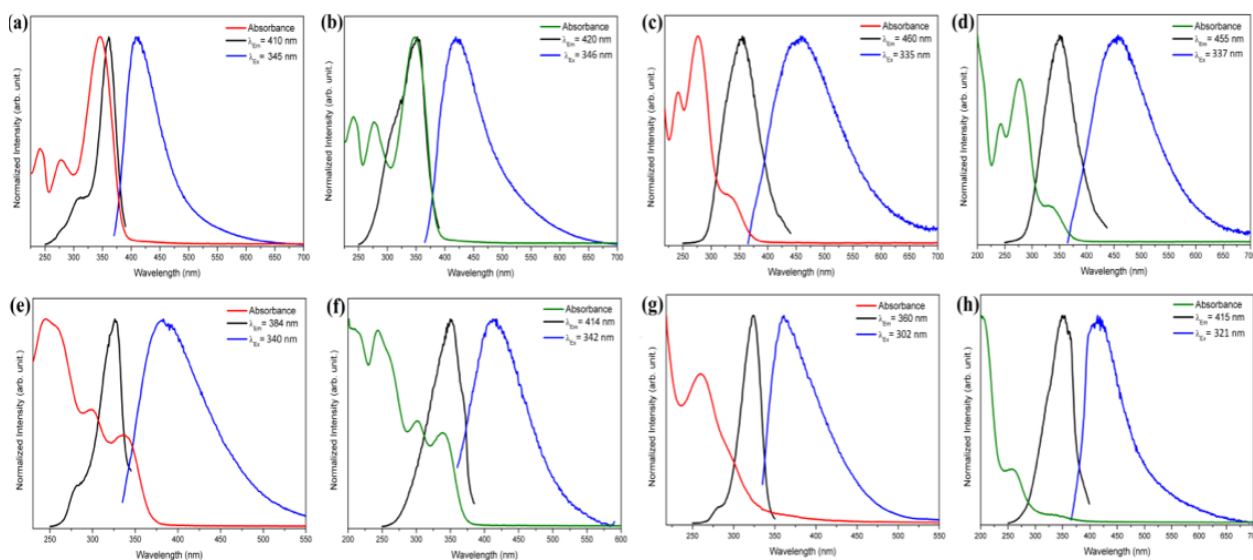 (a)
Absorbance
λEm = 410 nm
λEx = 345 nm
Normalized Intensity (arb. unit.)
250 300 350 400 450 500 550 600 650 700
Wavelength (nm)
(b)
Absorbance
λEm = 420 nm
λEx = 346 nm
Normalized Intensity (arb. unit.)
250 300 350 400 450 500 550 600 650 700
Wavelength (nm)
(c)
Absorbance
λEm = 460 nm
λEx = 335 nm
Normalized Intensity (arb. unit.)
250 300 350 400 450 500 550 600 650 700
Wavelength (nm)
(d)
Absorbance
λEm = 455 nm
λEx = 337 nm
Normalized Intensity (arb. unit.)
200 250 300 350 400 450 500 550 600 650 700
Wavelength (nm)
(e)
Absorbance
λEm = 384 nm
λEx = 340 nm
Normalized Intensity (arb. unit.)
250 300 350 400 450 500 550
Wavelength (nm)
(f)
Absorbance
λEm = 414 nm
λEx = 342 nm
Normalized Intensity (arb. unit.)
200 250 300 350 400 450 500 550 600
Wavelength (nm)
(g)
Absorbance
λEm = 360 nm
λEx = 302 nm
Normalized Intensity (arb. unit.)
250 300 350 400 450 500 550
Wavelength (nm)
(h)
Absorbance
λEm = 415 nm
λEx = 321 nm
Normalized Intensity (arb. unit.)
200 250 300 350 400 450 500 550 600 650 700
Wavelength (nm)